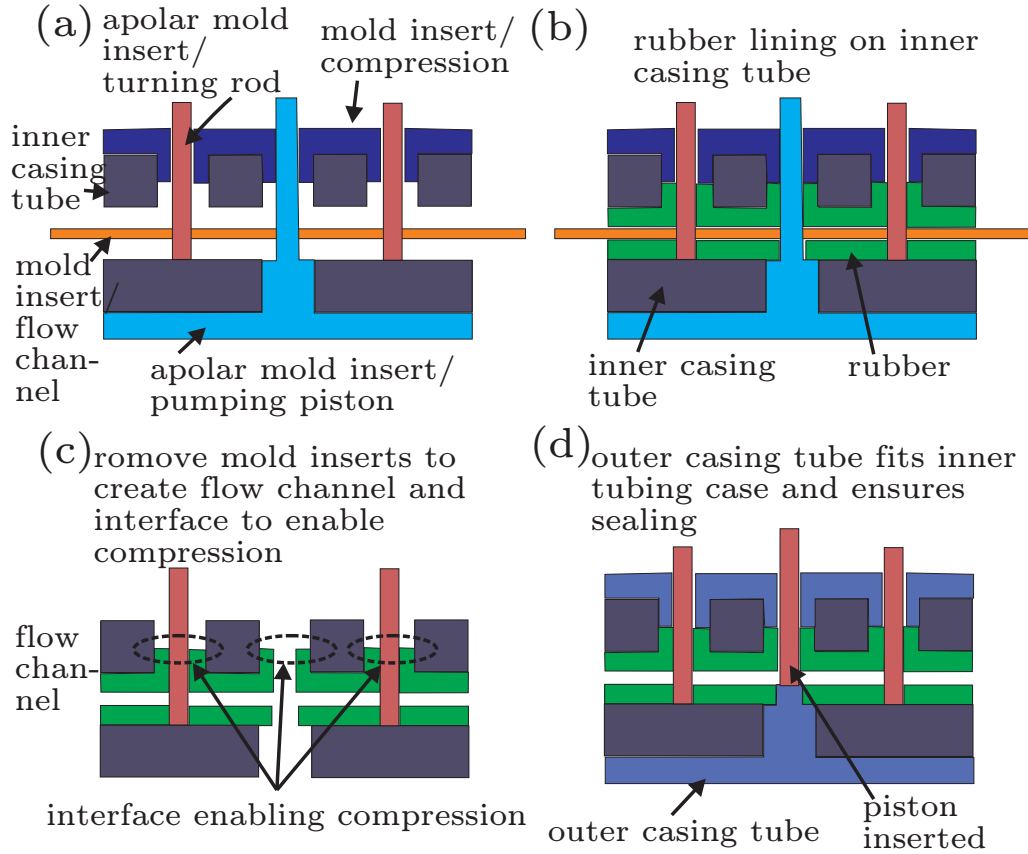 (a)
apolar mold
insert/
turning rod
mold insert/
compression
inner
casing
tube
mold
insert/
flow
chan-
nel
apolar mold insert/
pumping piston
(b)
rubber lining on inner
casing tube
inner casing
tube
rubber
(c)
romove mold inserts to
create flow channel and
interface to enable
compression
flow
chan-
nel
interface enabling compression
(d)
outer casing tube fits inner
tubing case and ensures
sealing
outer casing tube
piston
inserted